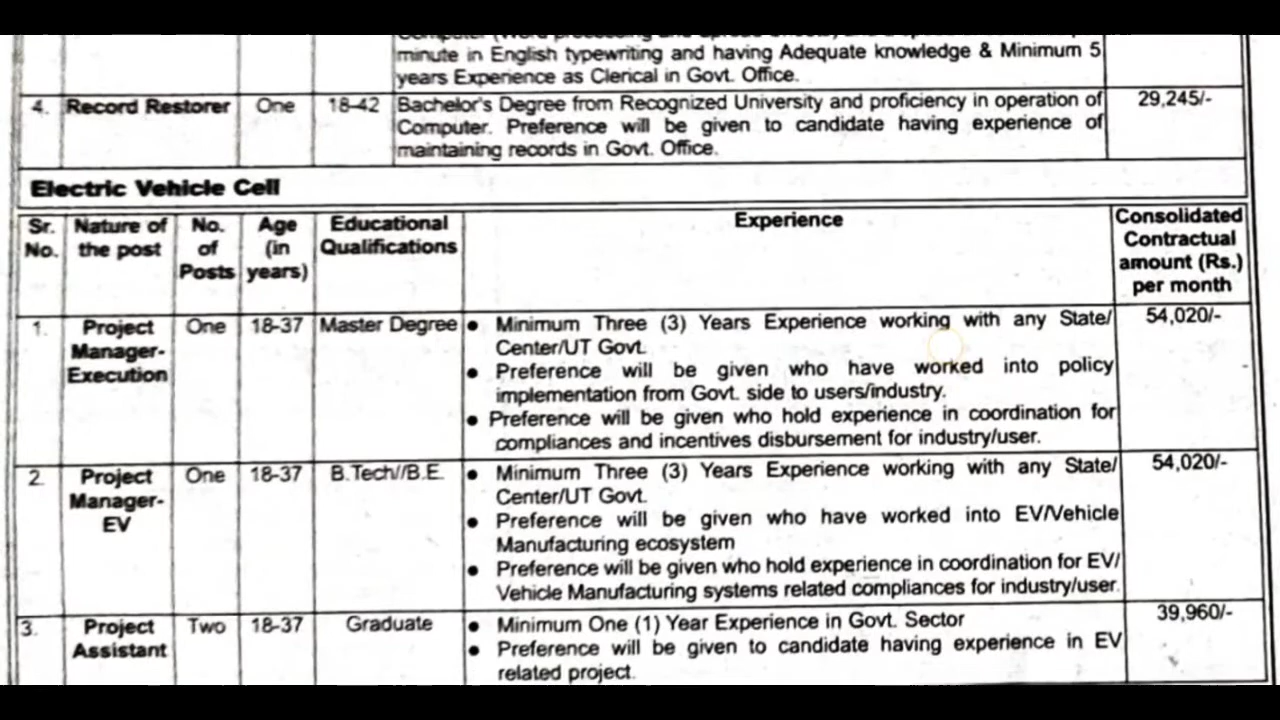 minute in English typewriting and having Adequate knowledge & Minimum 5
years Experience as Clerical in Govt. Office.
4. Record Restorer One 18-42 Bachelor's Degree from Recognized University and proficiency in operation of 29,245/-
Computer. Preference will be given to candidate having experience of
maintaining records in Govt. Office.
Electric Vehicle Cell
Sr. Nature of No. Age Educational Experience Consolidated
No. the post of (in Qualifications Contractual
Posts years) amount (Rs.)
per month
1. Project One 18-37 Master Degree • Minimum Three (3) Years Experience working with any State/ 54,020/-
Manager- Center/UT Govt.
Execution • Preference will be given who have worked into policy
implementation from Govt. side to users/industry.
• Preference will be given who hold experience in coordination for
compliances and incentives disbursement for industry/user.
2. Project One 18-37 B.Tech//B.E. • Minimum Three (3) Years Experience working with any State/ 54,020/-
Manager- Center/UT Govt.
EV • Preference will be given who have worked into EV/Vehicle
Manufacturing ecosystem
• Preference will be given who hold experience in coordination for EV/
Vehicle Manufacturing systems related compliances for industry/user.
3. Project Two 18-37 Graduate • Minimum One (1) Year Experience in Govt. Sector 39,960/-
Assistant • Preference will be given to candidate having experience in EV
related project.